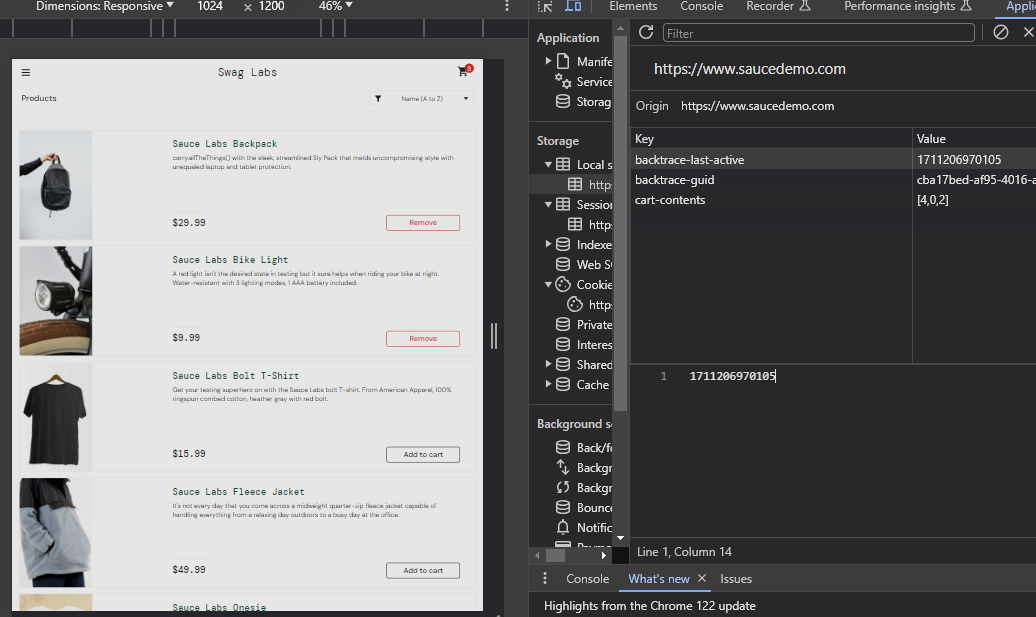 Dimensions: Responsive ▼ 1024 × 1200 46% ▼
Swag Labs
3
Products
Name (A to Z)
Sauce Labs Backpack
carry.allTheThings() with the sleek, streamlined Sly Pack that melds uncompromising style with
unequaled laptop and tablet protection.
$29.99
Remove
Sauce Labs Bike Light
A red light isn't the desired state in testing but it sure helps when riding your bike at night.
Water-resistant with 3 lighting modes, 1 AAA battery included.
$9.99
Remove
Sauce Labs Bolt T-Shirt
Get your testing superhero on with the Sauce Labs bolt T-shirt. From American Apparel, 100%
ringspun combed cotton, heather gray with red bolt.
$15.99
Add to cart
Sauce Labs Fleece Jacket
It's not every day that you come across a midweight quarter-zip fleece jacket capable of
handling everything from a relaxing day outdoors to a busy day at the office.
$49.99
Add to cart
Sauce Labs Onesie
Elements Console Recorder Performance insights Appli
Application
Manife
Service
Storag
Storage
Local s
http
Session
http
Indexe
Web S
Cookie
http
Private
Interes
Shared
Cache
Background se
Back/fo
Backgr
Backgr
Bounce
Notific
Filter
https://www.saucedemo.com
Origin https://www.saucedemo.com
Key Value
backtrace-last-active 1711206970105
backtrace-guid cba17bed-af95-4016-a
cart-contents [4,0,2]
1 1711206970105
Line 1, Column 14
Console What's new × Issues
Highlights from the Chrome 122 update